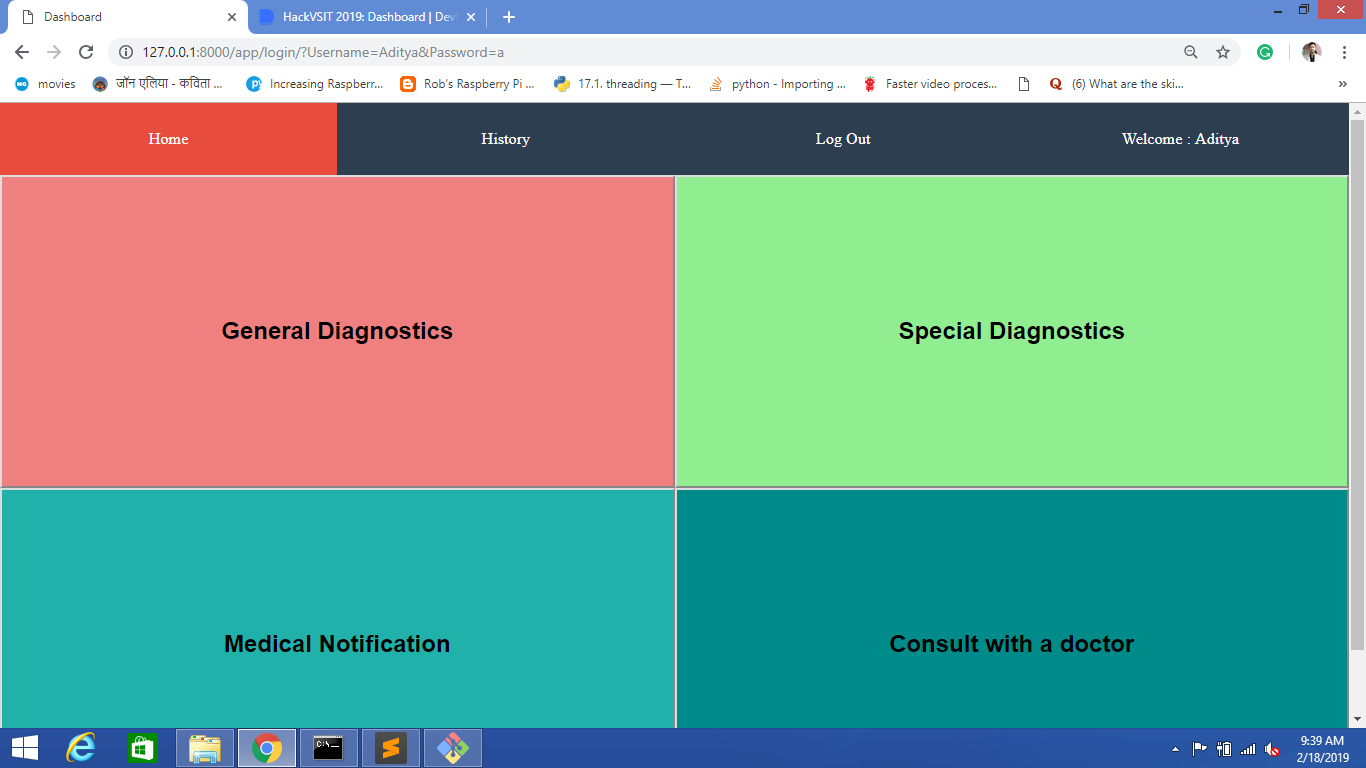 Dashboard
HackVSIT 2019: Dashboard | Dev
127.0.0.1:8000/app/login/?Username=Aditya&Password=a
movies
जॉन एलिया - कविता ...
Increasing Raspberr...
Rob's Raspberry Pi ...
17.1. threading — T...
python - Importing ...
Faster video proces...
(6) What are the ski...
Home
History
Log Out
Welcome : Aditya
General Diagnostics
Special Diagnostics
Medical Notification
Consult with a doctor
9:39 AM
2/18/2019